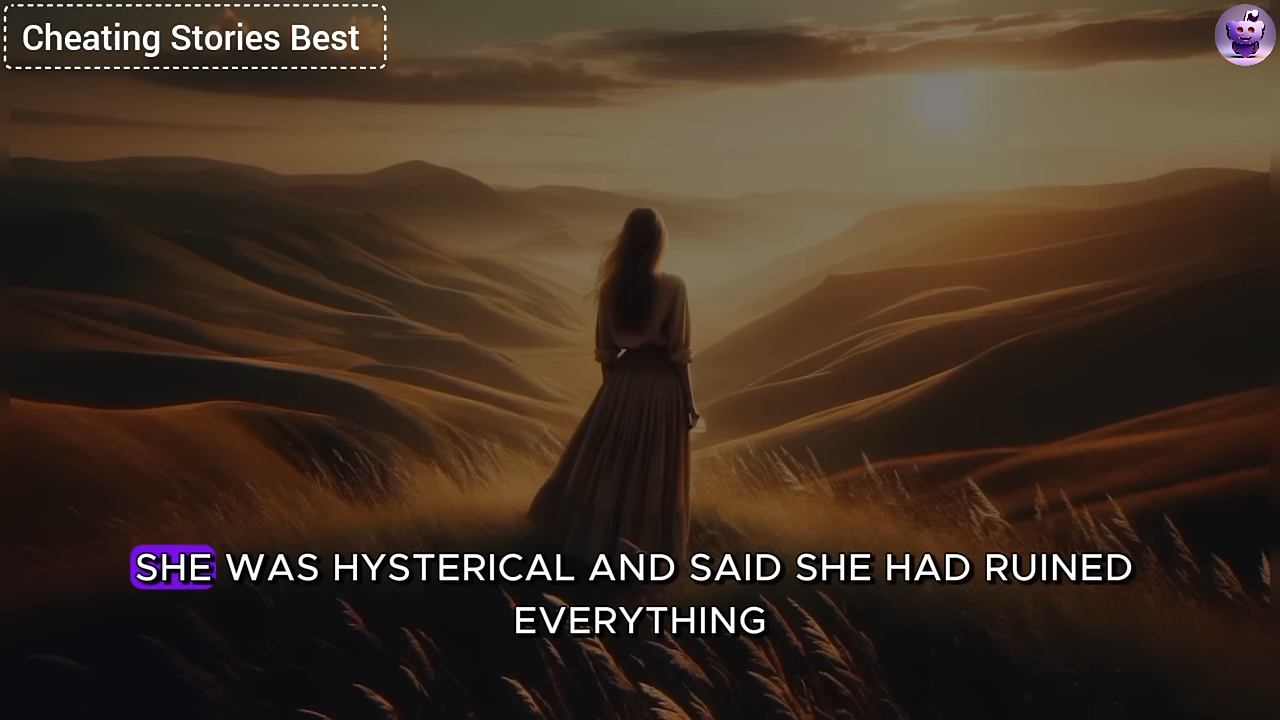 Cheating Stories Best
SHE WAS HYSTERICAL AND SAID SHE HAD RUINED
EVERYTHING